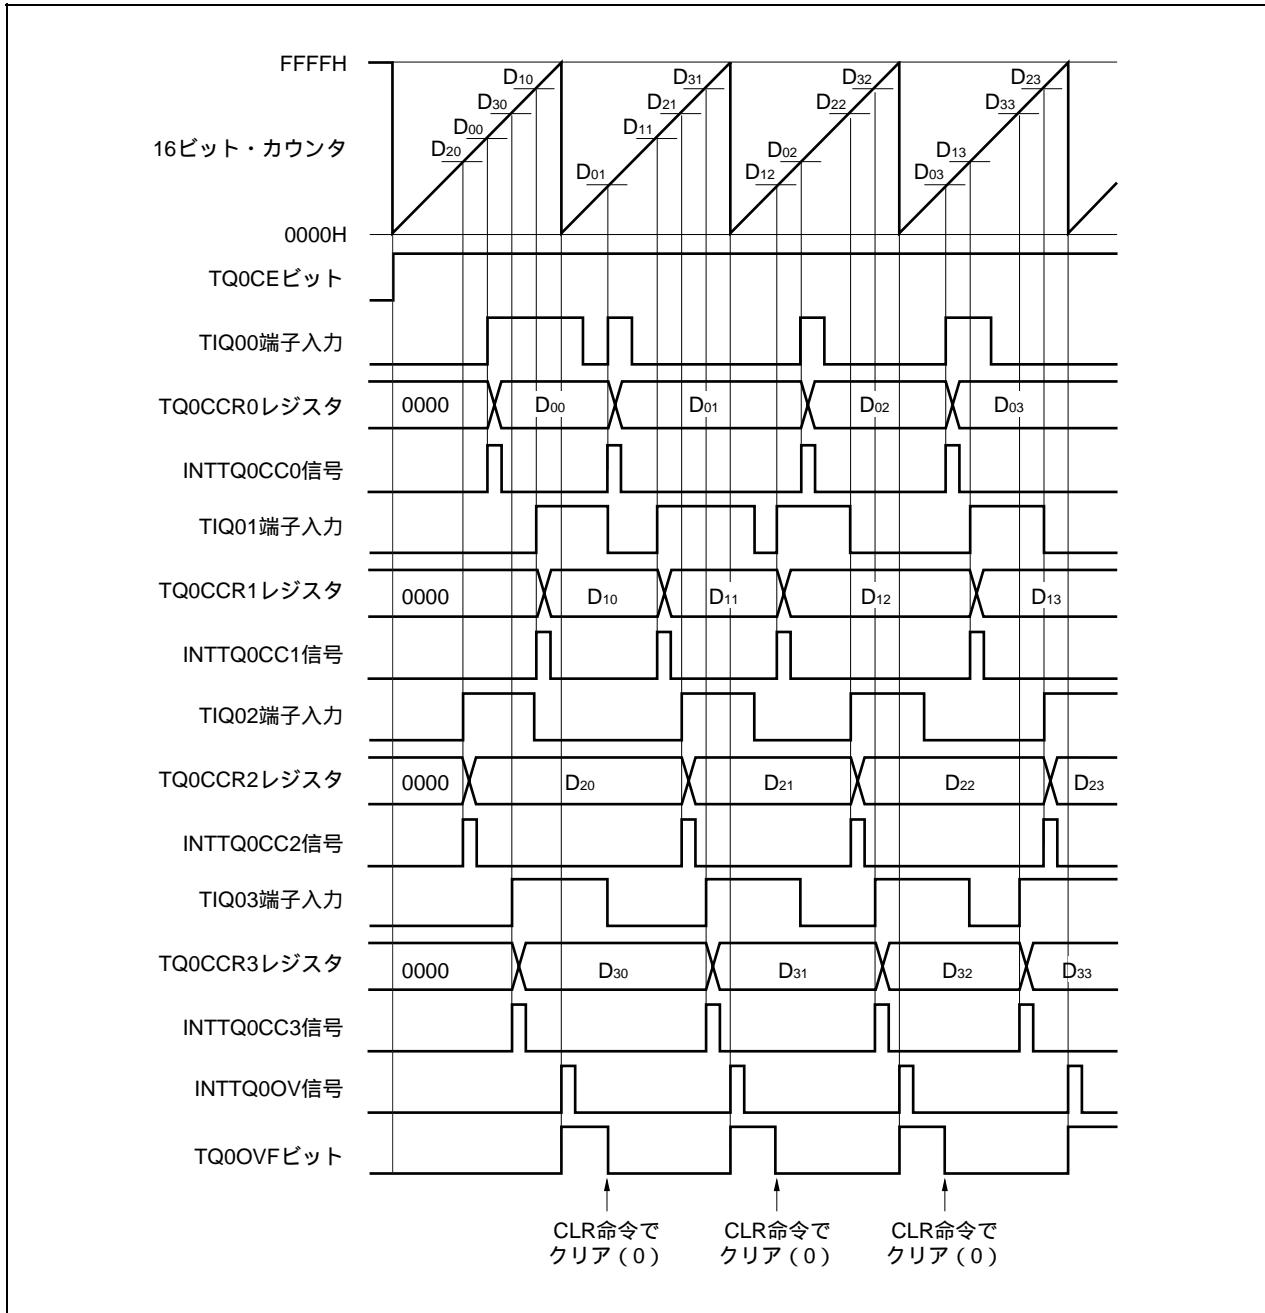 FFFFH
16ビット・カウンタ
0000H
D20 D00 D30 D10 D01 D11 D21 D31 D12 D02 D22 D32 D03 D13 D33 D23
TQ0CEビット
TIQ00端子入力
TQ0CCR0レジスタ 0000 D00 D01 D02 D03
INTTQ0CC0信号
TIQ01端子入力
TQ0CCR1レジスタ 0000 D10 D11 D12 D13
INTTQ0CC1信号
TIQ02端子入力
TQ0CCR2レジスタ 0000 D20 D21 D22 D23
INTTQ0CC2信号
TIQ03端子入力
TQ0CCR3レジスタ 0000 D30 D31 D32 D33
INTTQ0CC3信号
INTTQ0OV信号
TQ0OVFビット
CLR命令で CLR命令で CLR命令で
クリア(0) クリア(0) クリア(0)